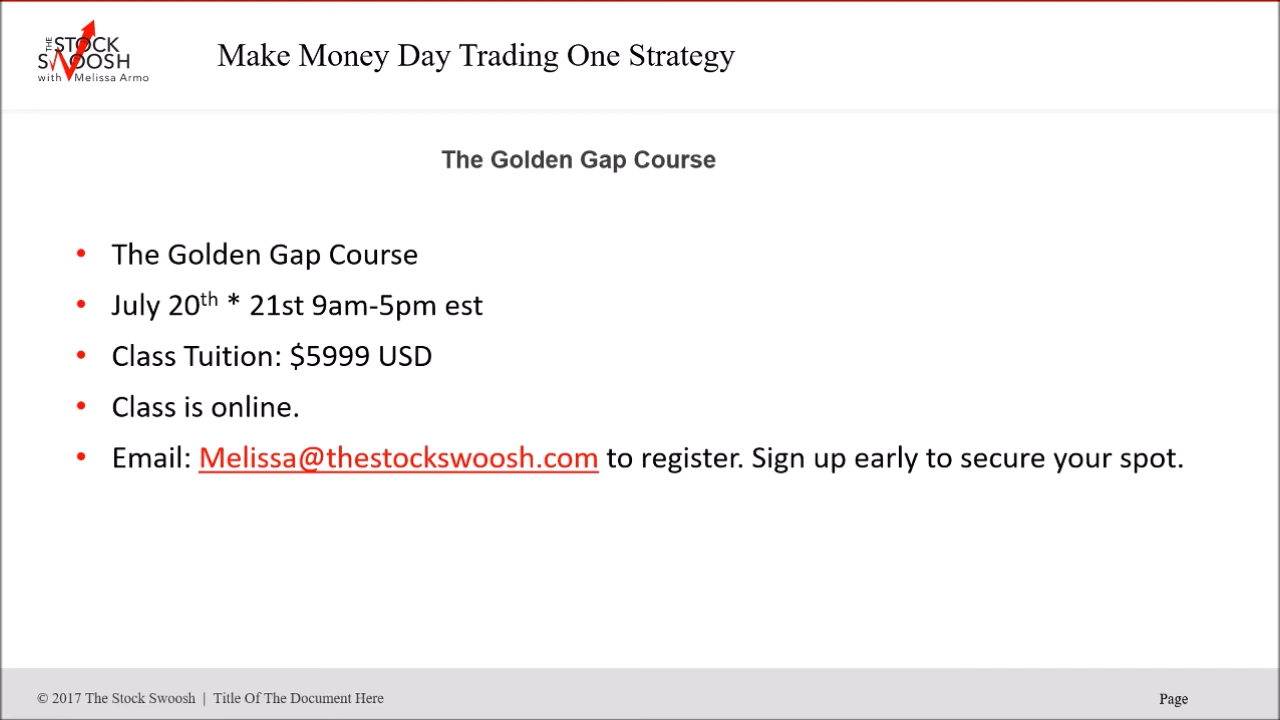 THE STOCK
SWOOSH
with Melissa Armo
Make Money Day Trading One Strategy
The Golden Gap Course
• The Golden Gap Course
• July 20th * 21st 9am-5pm est
• Class Tuition: $5999 USD
• Class is online.
• Email: Melissa@thestockswoosh.com to register. Sign up early to secure your spot.
© 2017 The Stock Swoosh | Title Of The Document Here
Page